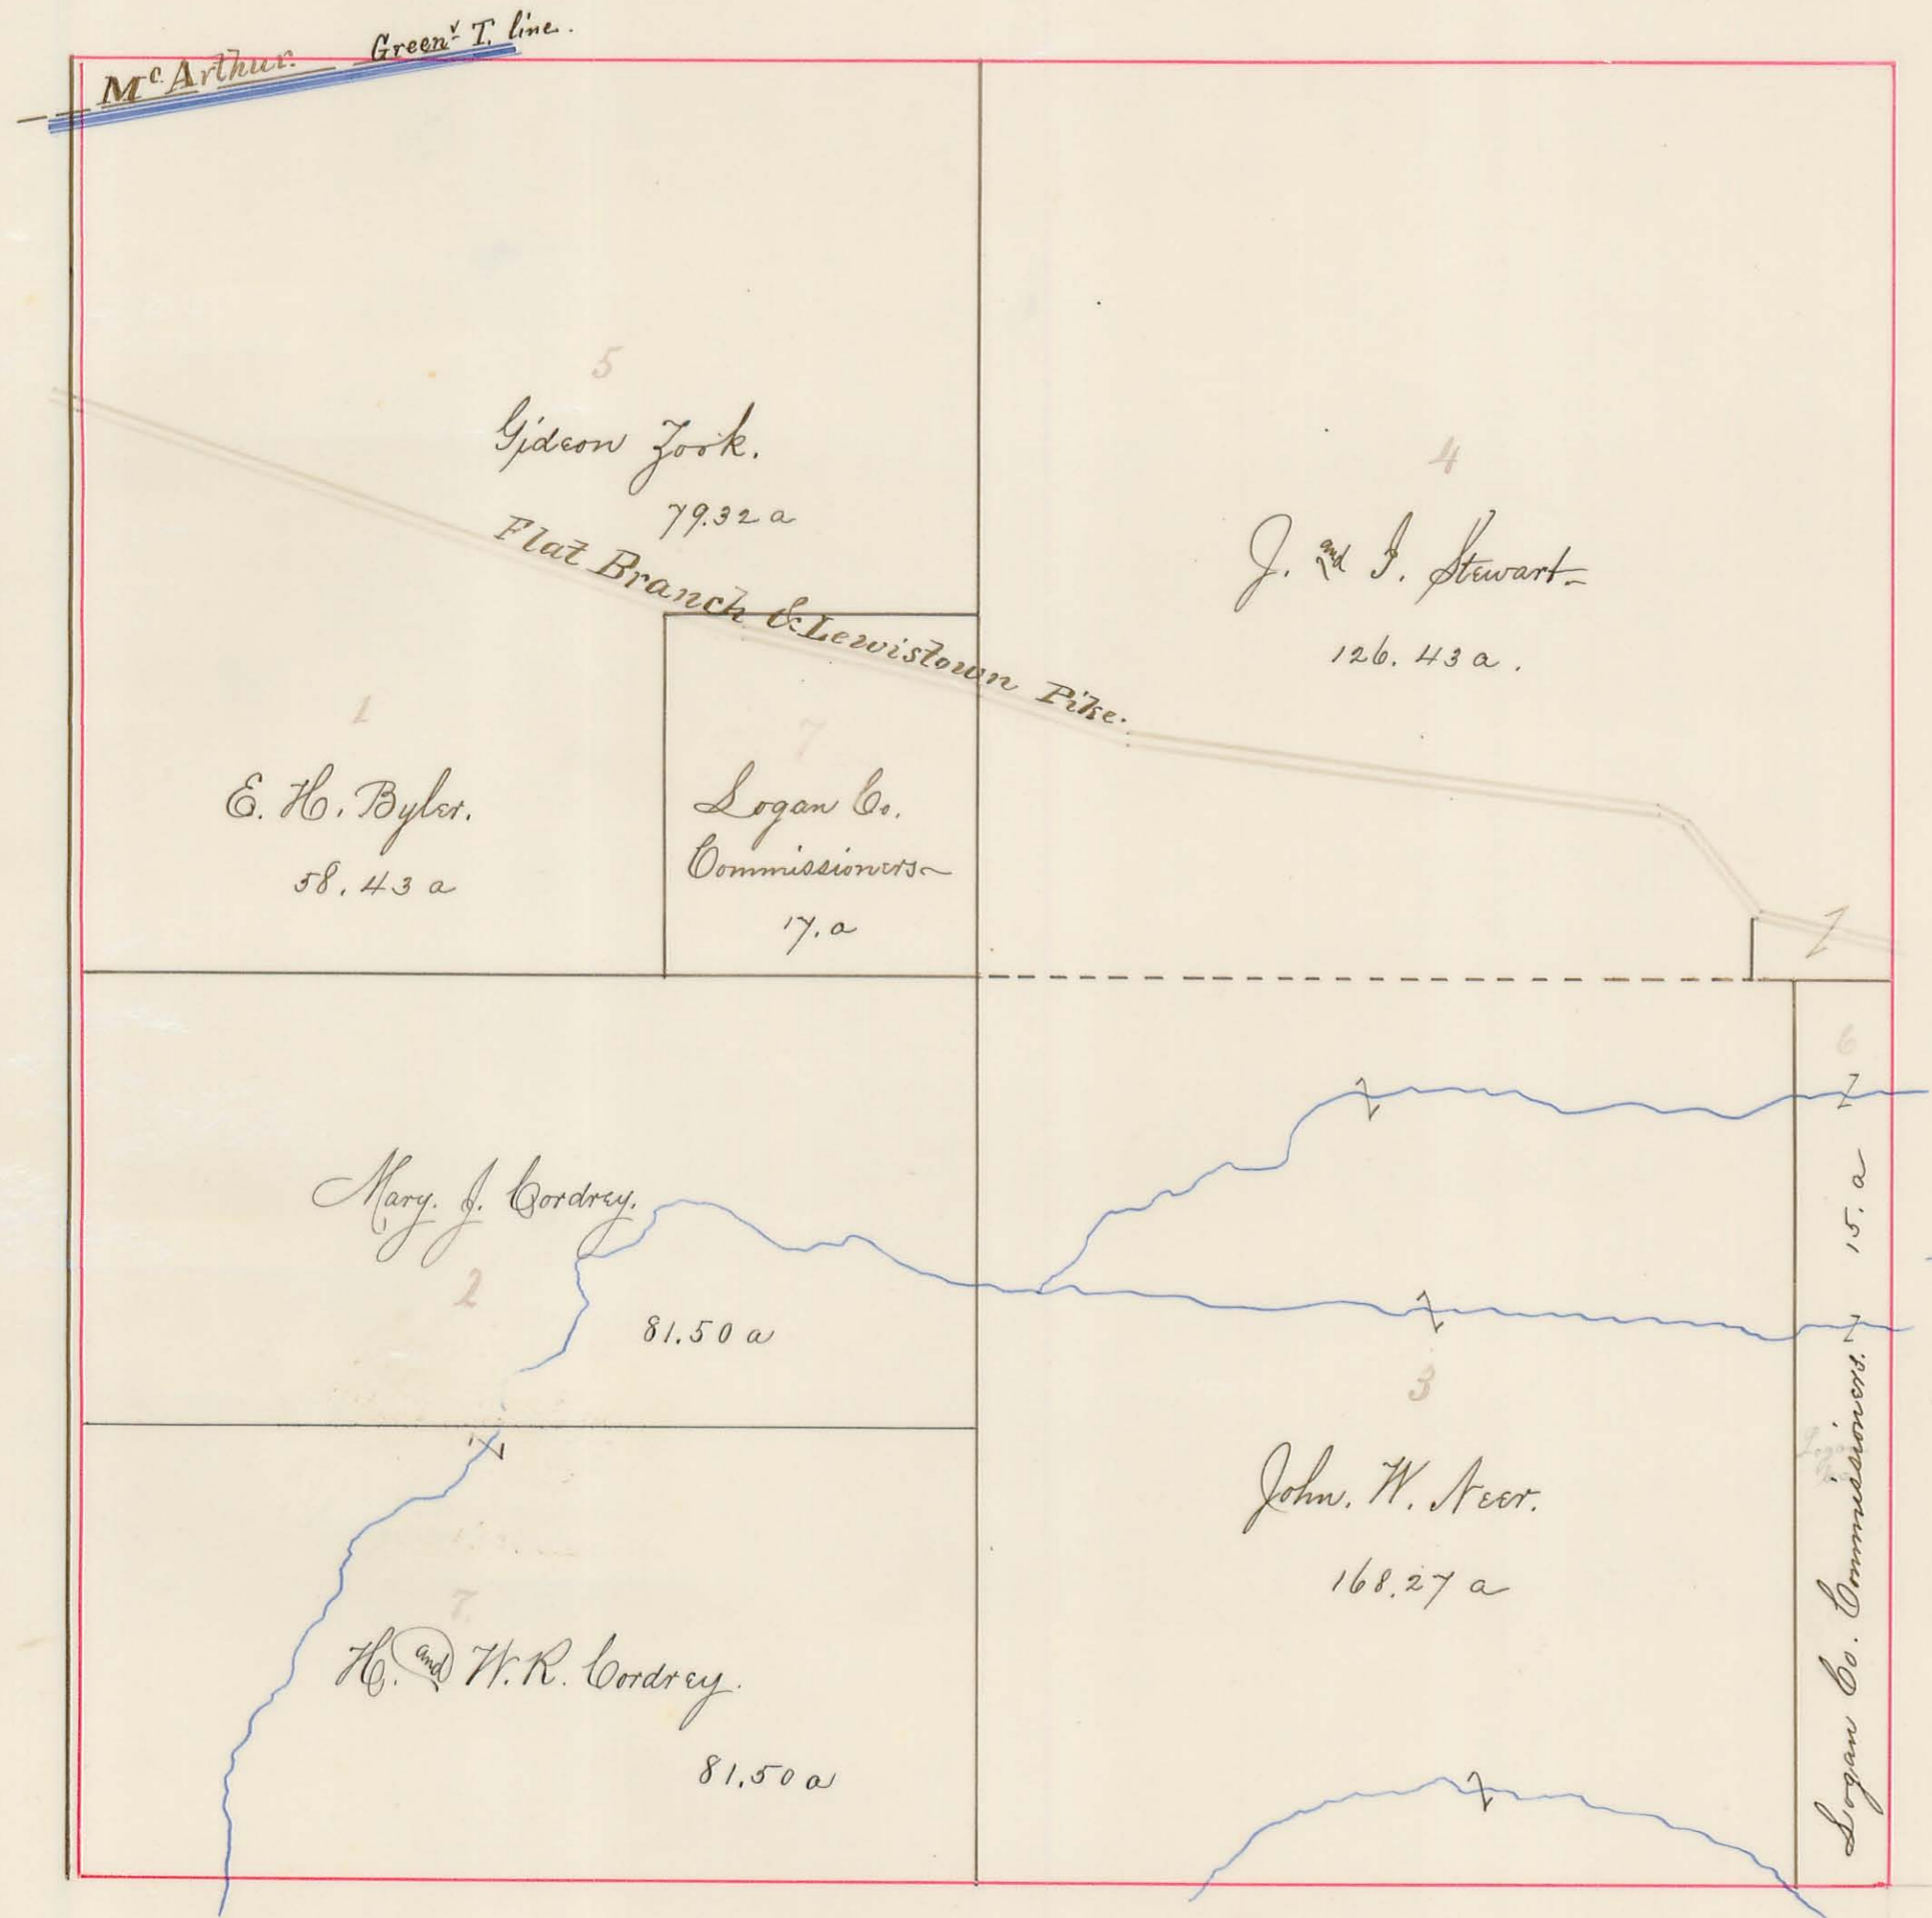 McArthur.
Greenv. T. line.
5
Gideon Zook.
79.32 a
4
J. and I. Stewart
126.43 a.
Flat Branch & Lewistown Pike.
1
E. H. Byler.
58.43 a
7
Logan Co.
Commissioners
17. a
Mary. J. Cordrey.
2
81.50 a
6
15. a
Logan Co. Commissioners.
3
John. W. Neer.
168.27 a
7.
H. and W. R. Cordrey.
81.50 a